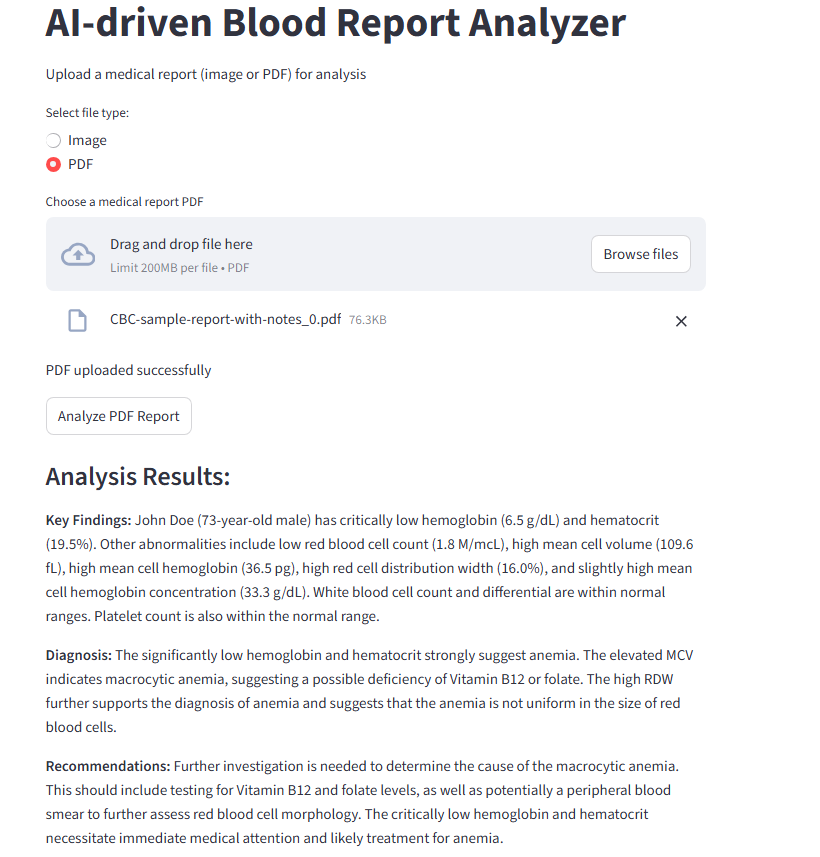 AI-driven Blood Report Analyzer
Upload a medical report (image or PDF) for analysis
Select file type:
Image
PDF
Choose a medical report PDF
Drag and drop file here
Limit 200MB per file • PDF
Browse files
CBC-sample-report-with-notes_0.pdf 76.3KB
PDF uploaded successfully
Analyze PDF Report
Analysis Results:
Key Findings: John Doe (73-year-old male) has critically low hemoglobin (6.5 g/dL) and hematocrit
(19.5%). Other abnormalities include low red blood cell count (1.8 M/mcL), high mean cell volume (109.6
fL), high mean cell hemoglobin (36.5 pg), high red cell distribution width (16.0%), and slightly high mean
cell hemoglobin concentration (33.3 g/dL). White blood cell count and differential are within normal
ranges. Platelet count is also within the normal range.
Diagnosis: The significantly low hemoglobin and hematocrit strongly suggest anemia. The elevated MCV
indicates macrocytic anemia, suggesting a possible deficiency of Vitamin B12 or folate. The high RDW
further supports the diagnosis of anemia and suggests that the anemia is not uniform in the size of red
blood cells.
Recommendations: Further investigation is needed to determine the cause of the macrocytic anemia.
This should include testing for Vitamin B12 and folate levels, as well as potentially a peripheral blood
smear to further assess red blood cell morphology. The critically low hemoglobin and hematocrit
necessitate immediate medical attention and likely treatment for anemia.